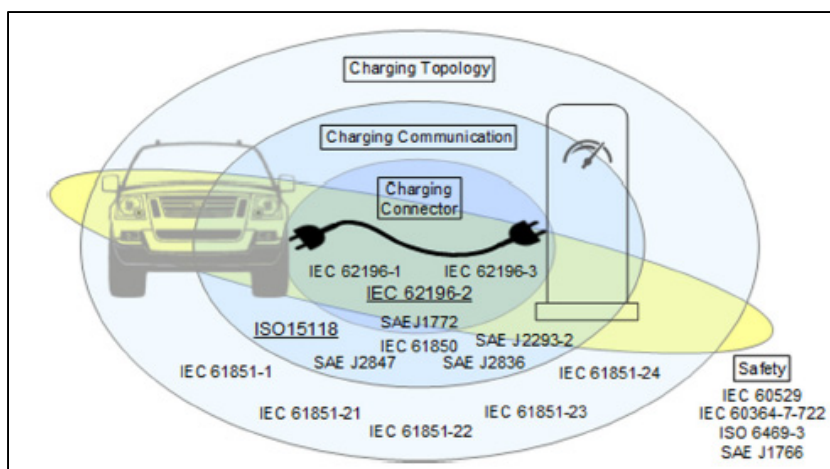 Charging Topology
Charging Communication
Charging
Connector
IEC 62196-1
IEC 62196-3
IEC 62196-2
SAEJ1772
ISO15118
IEC 61850
SAE J2293-2
SAE J2847
SAE J2836
IEC 61851-1
IEC 61851-24
IEC 61851-21
IEC 61851-23
IEC 61851-22
Safety
IEC 60529
IEC 60364-7-722
ISO 6469-3
SAE J1766